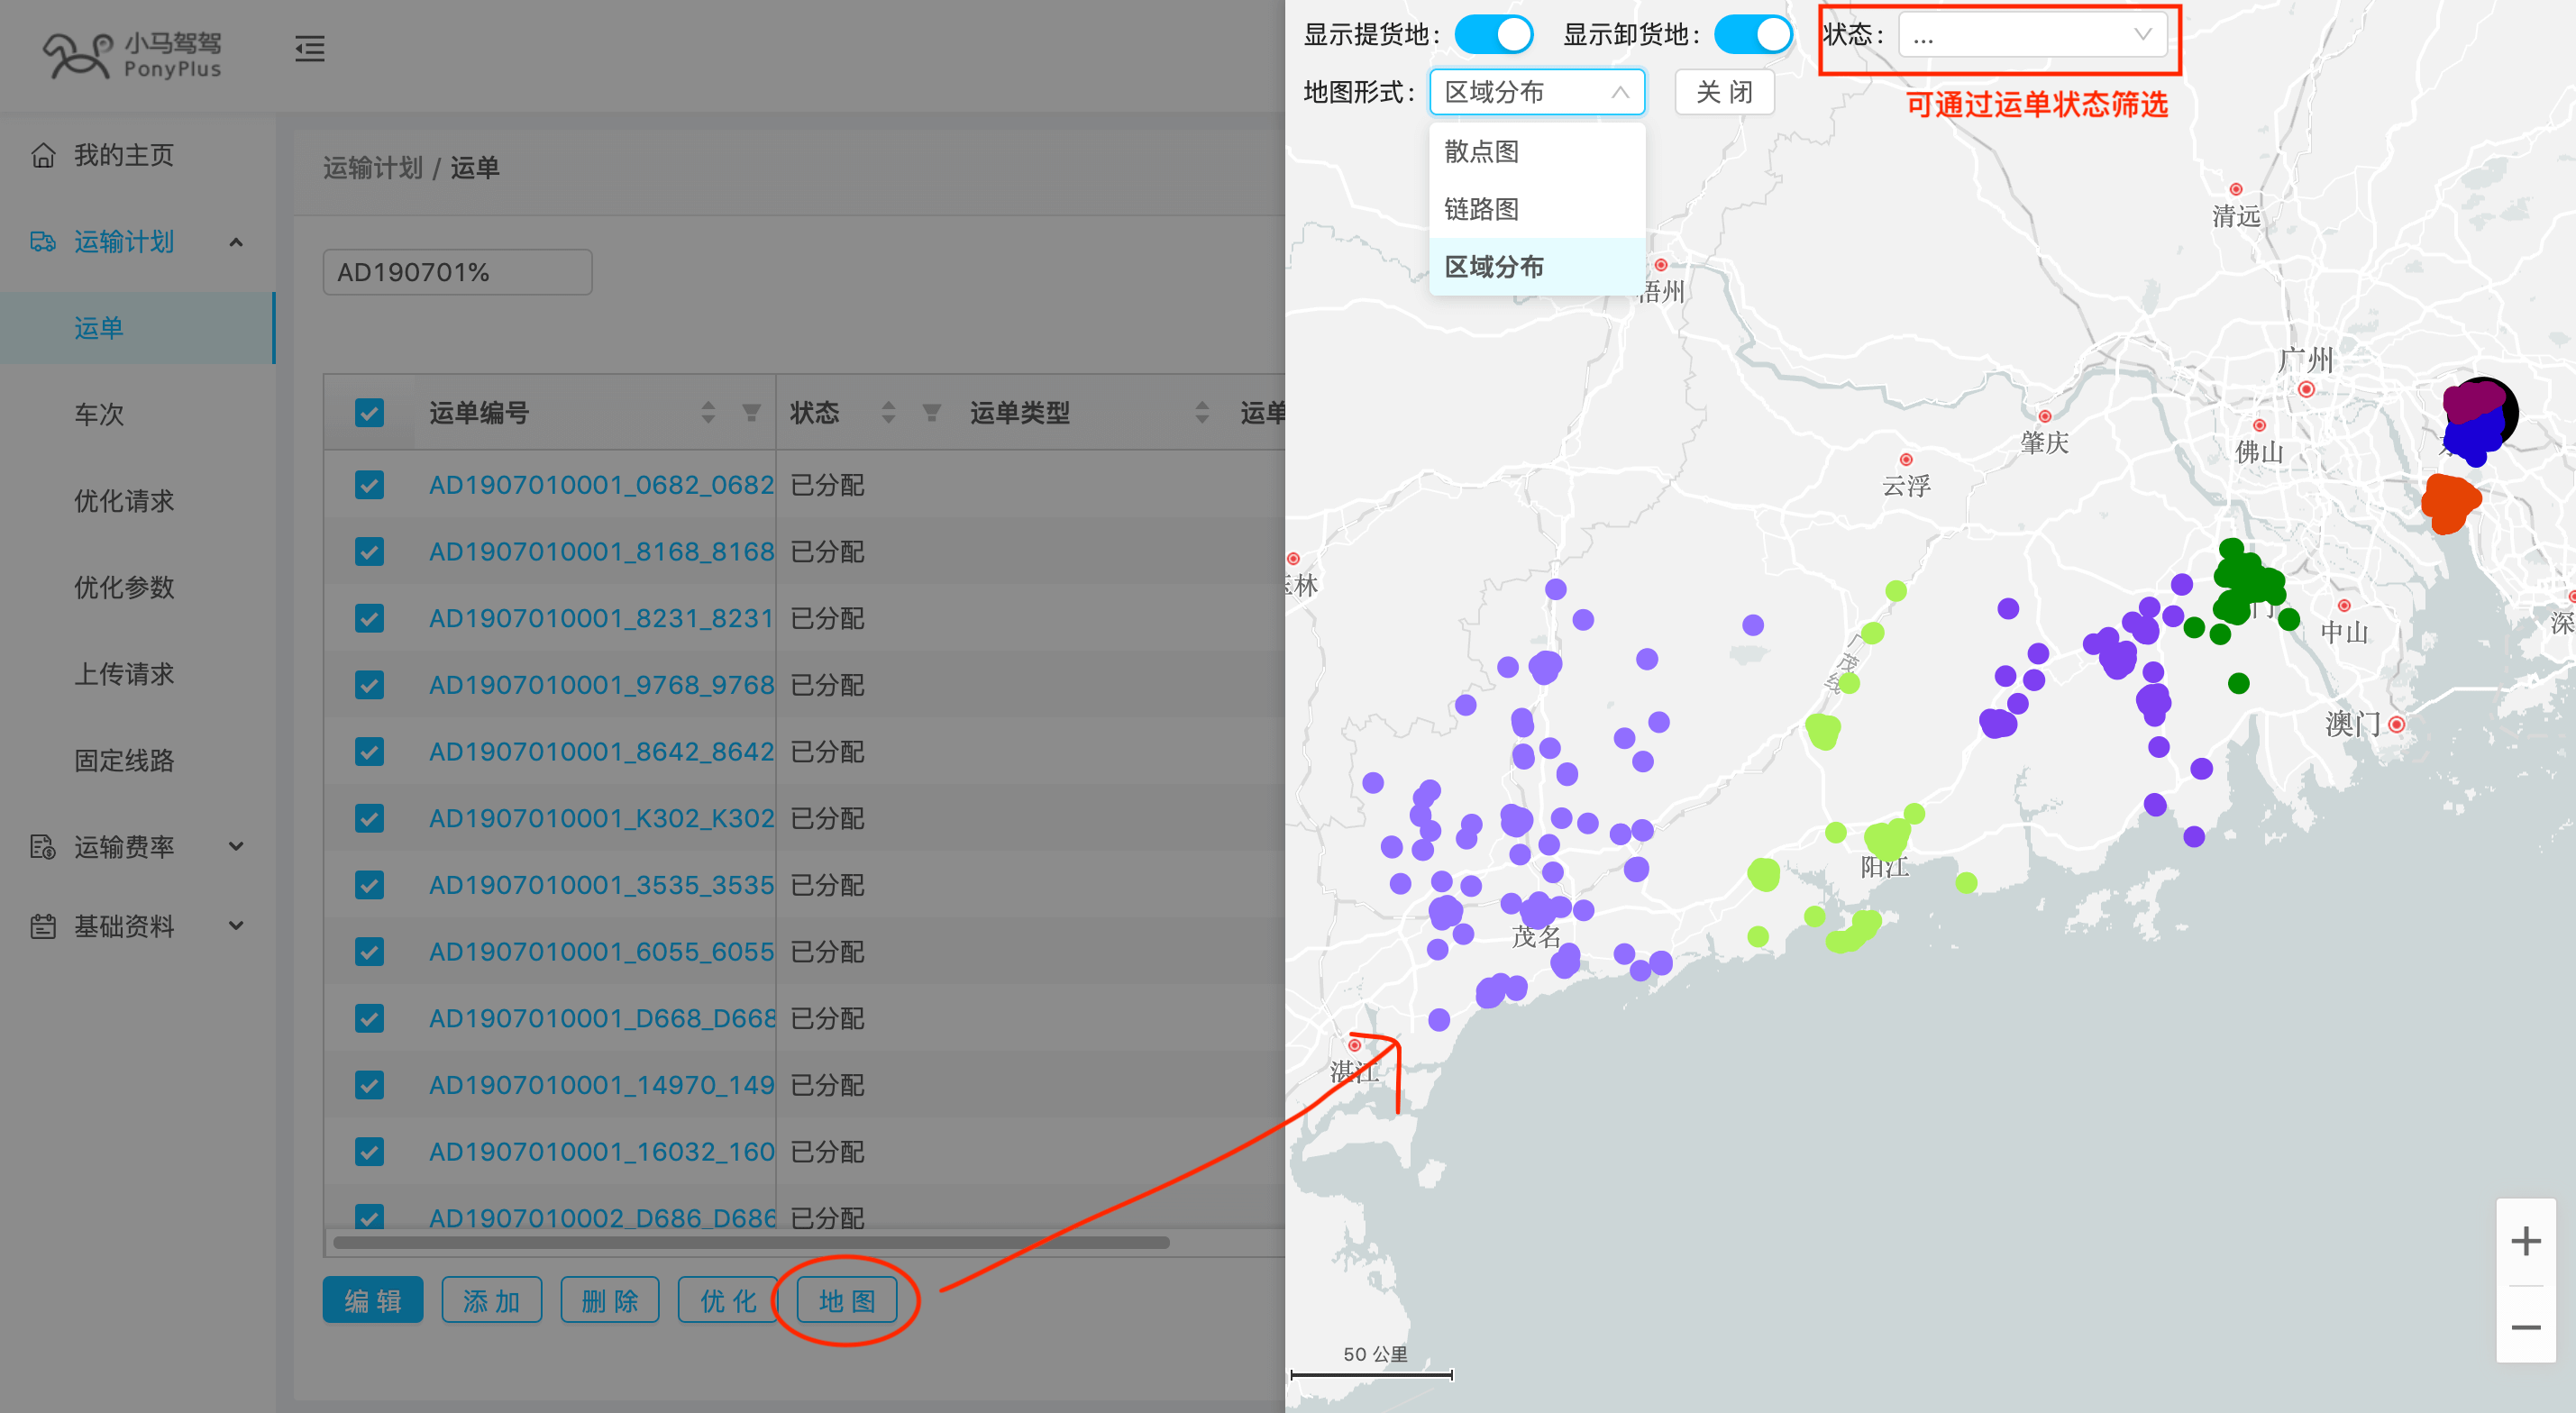 小马驾驾
PonyPlus
我的主页
运输计划
运单
车次
优化请求
优化参数
上传请求
固定线路
运输费率
基础资料
运输计划 / 运单
AD190701%
运单编号 状态 运单类型 运单
AD1907010001_0682_0682 已分配
AD1907010001_8168_8168 已分配
AD1907010001_8231_8231 已分配
AD1907010001_9768_9768 已分配
AD1907010001_8642_8642 已分配
AD1907010001_K302_K302 已分配
AD1907010001_3535_3535 已分配
AD1907010001_6055_6055 已分配
AD1907010001_D668_D668 已分配
AD1907010001_14970_149 已分配
AD1907010001_16032_160 已分配
AD1907010002_D686_D686 已分配
编辑 添加 删除 优化 地图
显示提货地: 显示卸货地: 状态: ...
地图形式: 区域分布 关闭
可通过运单状态筛选
散点图
链路图
区域分布
清远
梧州
广州
肇庆
佛山
云浮
林
门
中山
深
广茂线
澳门
阳江
茂名
湛江
50 公里